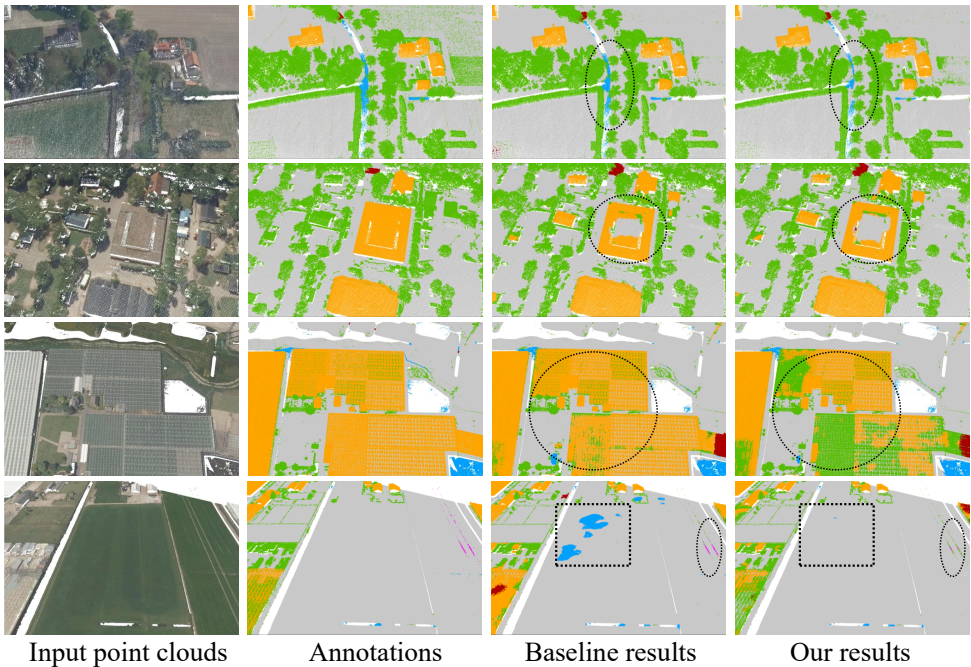 Input point clouds
Annotations
Baseline results
Our results